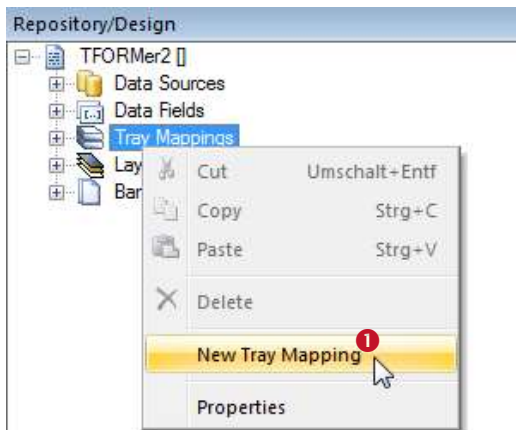 Repository/Design
TFORMer2 []
Data Sources
Data Fields
Tray Mappings
Lay
Bar
Cut Umschalt+Entf
Copy Strg+C
Paste Strg+V
Delete
New Tray Mapping 1
Properties